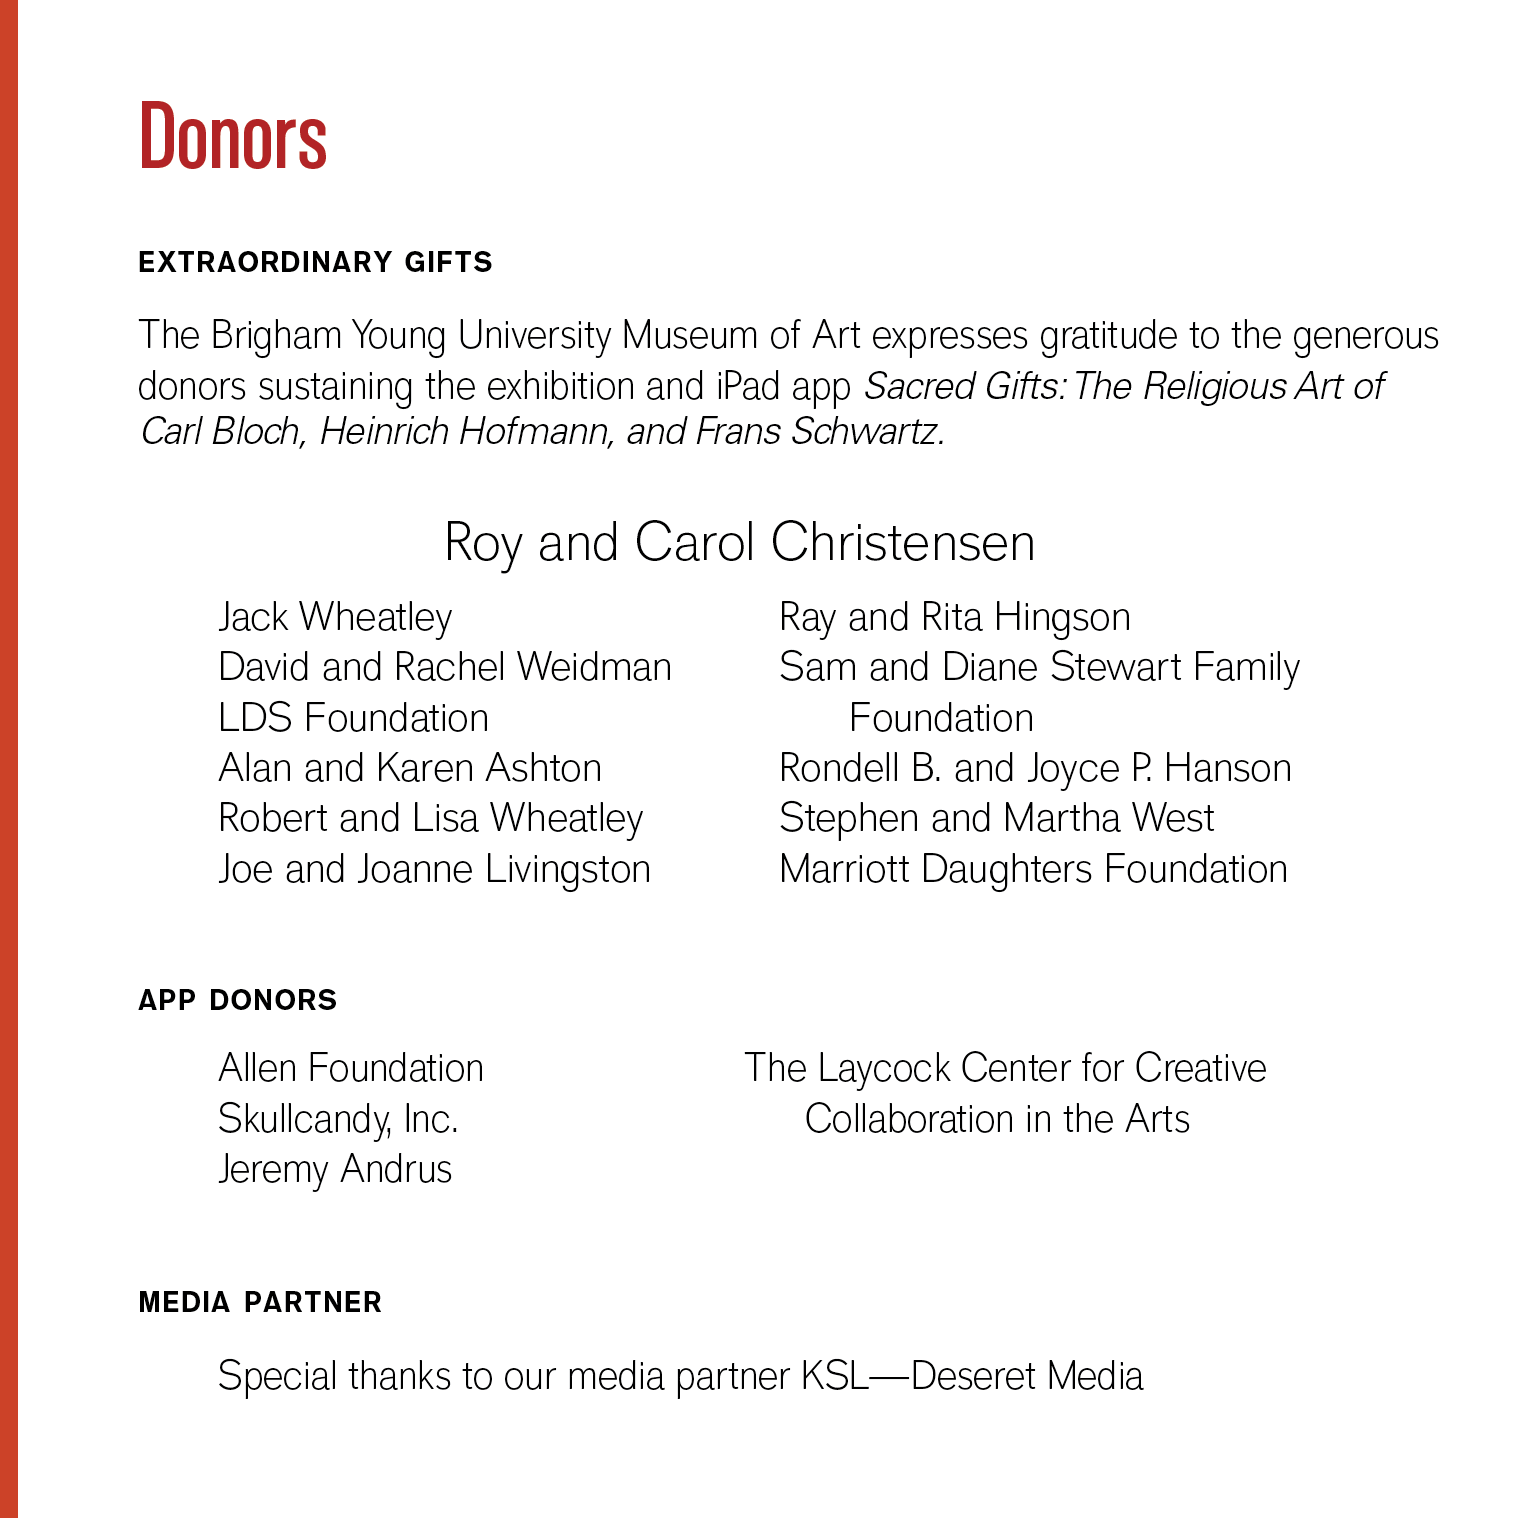 Donors
EXTRAORDINARY GIFTS
The Brigham Young University Museum of Art expresses gratitude to the generous
donors sustaining the exhibition and iPad app Sacred Gifts: The Religious Art of
Carl Bloch, Heinrich Hofmann, and Frans Schwartz.
Roy and Carol Christensen
Jack Wheatley
David and Rachel Weidman
LDS Foundation
Alan and Karen Ashton
Robert and Lisa Wheatley
Joe and Joanne Livingston
Ray and Rita Hingson
Sam and Diane Stewart Family
Foundation
Rondell B. and Joyce P. Hanson
Stephen and Martha West
Marriott Daughters Foundation
APP DONORS
Allen Foundation
Skullcandy, Inc.
Jeremy Andrus
The Laycock Center for Creative
Collaboration in the Arts
MEDIA PARTNER
Special thanks to our media partner KSL—Deseret Media